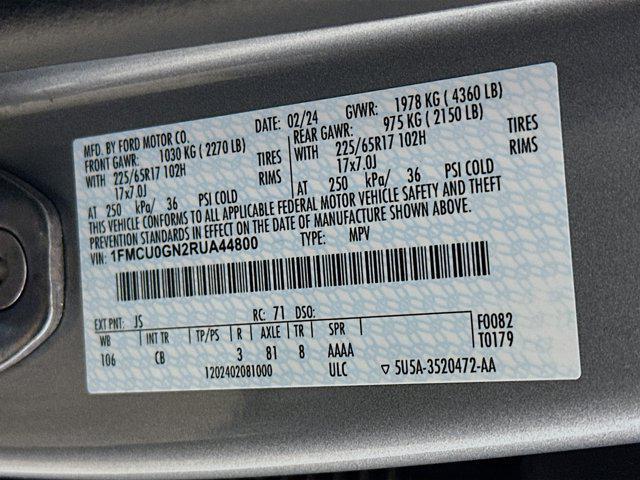 MFD. BY FORD MOTOR CO.
DATE: 02/24 GVWR: 1978 KG ( 4360 LB)
FRONT GAWR: 1030 KG ( 2270 LB) REAR GAWR: 975 KG ( 2150 LB)
WITH 225/65R17 102H TIRES WITH 225/65R17 102H TIRES
17x7.0J RIMS 17x7.0J RIMS
AT 250 kPa/ 36 PSI COLD AT 250 kPa/ 36 PSI COLD
THIS VEHICLE CONFORMS TO ALL APPLICABLE FEDERAL MOTOR VEHICLE SAFETY AND THEFT
PREVENTION STANDARDS IN EFFECT ON THE DATE OF MANUFACTURE SHOWN ABOVE.
VIN: 1FMCU0GN2RUA44800 TYPE: MPV
EXT PNT: JS RC: 71 DSO:
WB INT TR TP/PS R AXLE TR SPR F0082
106 CB 3 81 8 AAAA T0179
1202402081000 ULC ▽ 5U5A-3520472-AA